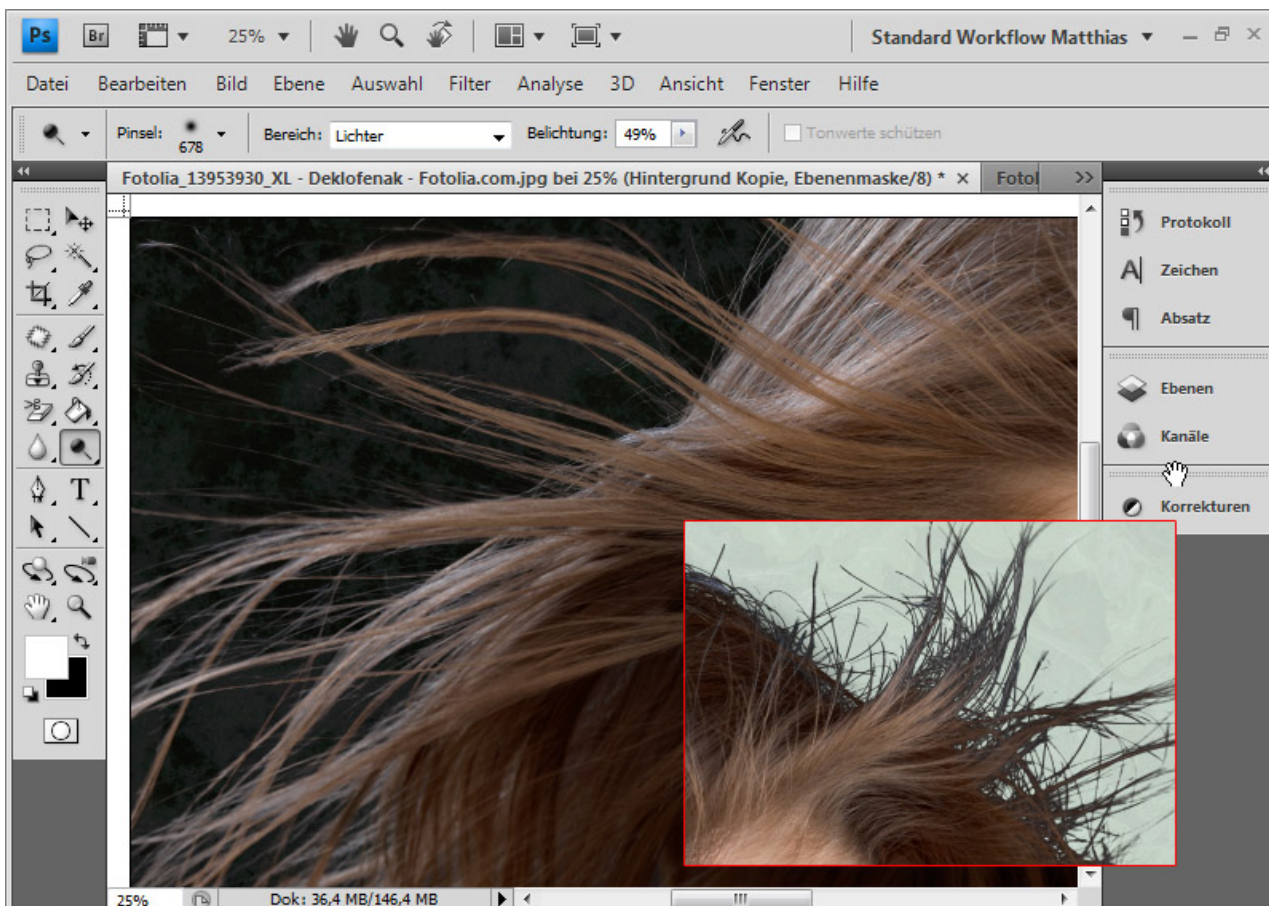 Ps Br 25% Standard Workflow Matthias
Datei Bearbeiten Bild Ebene Auswahl Filter Analyse 3D Ansicht Fenster Hilfe
Pinsel: 678 Bereich: Lichter Belichtung: 49% Tonwerte schützen
Fotolia_13953930_XL - Deklofenak - Fotolia.com.jpg bei 25% (Hintergrund Kopie, Ebenenmaske/8) * × Fotol >>
Protokoll
Zeichen
Absatz
Ebenen
Kanäle
Korrekturen
25% Dok: 36,4 MB/146,4 MB